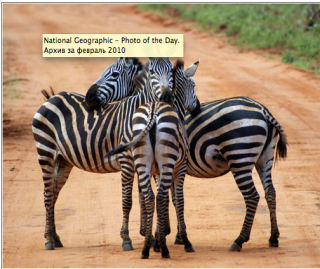 National Geographic - Photo of the Day.
Архив за февраль 2010